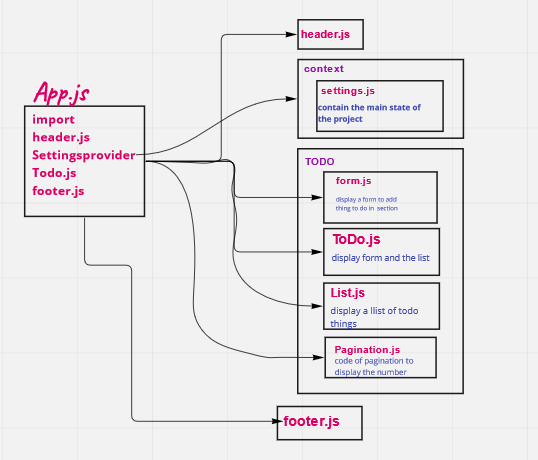 App.js
import
header.js
Settingsprovider
Todo.js
footer.js
header.js
context
settings.js
contain the main state of
the project
TODO
form.js
display a form to add
thing to do in section
ToDo.js
display form and the list
List.js
display a llist of todo
things
Pagination.js
code of pagination to
display the number
footer.js